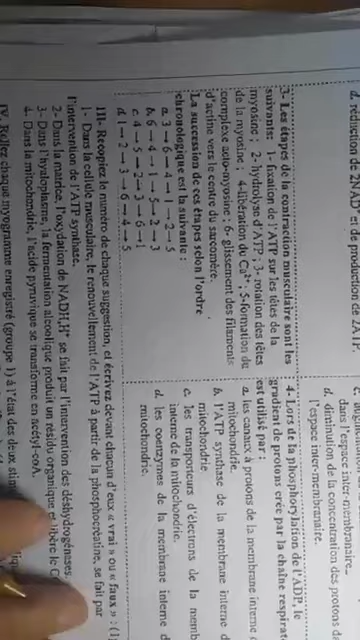 d. réduction de 2NAD⁺ et production de 2ATP.
3- Les étapes de la contraction musculaire sont les
suivantes: 1- fixation de l'ATP sur les têtes de la
myosine ; 2- hydrolyse d'ATP ; 3- rotation des têtes
de la myosine ; 4-libération du Ca²⁺ ; 5-formation du
complexe acto-myosine ; 6- glissement des filaments
d'actine vers le centre du sarcomère.
La succession de ces étapes selon l'ordre
chronologique est la suivante :
a. 3→6→4→1→2→5
b. 6→4→1→5→2→3
c. 4→5→2→3→6→1
d. 1→2→3→6→4→5
dans l'espace inter-membranaire.
d. diminution de la concentration des protons dans
l'espace inter-membranaire.
4. Lors de la phosphorylation de l'ADP, le
gradient de protons créé par la chaîne
est utilisé par :
a. les canaux à protons de la membrane interne
mitochondrie.
b. l'ATP synthase de la membrane interne
mitochondrie
c. les transporteurs d'électrons de la
interne de la mitochondrie.
d. les coenzymes de la membrane interne
mitochondrie.
III- Recopiez le numéro de chaque suggestion, et écrivez devant chacun d'eux « vrai » ou « faux » :
1- Dans la cellule musculaire, le renouvellement de l'ATP à partir de la phosphocréatine, se fait par
l'intervention de l'ATP synthase.
2- Dans la matrice, l'oxydation de NADH,H⁺ se fait par l'intervention des déshydrogénases.
3- Dans l'hyaloplasme, la fermentation alcoolique produit un résidu organique et libère le
4- Dans la mitochondrie, l'acide pyruvique se transforme en acétyl-coA.
IV. Reliez chaque myogramme enregistré (groupe 1) à l'état des deux